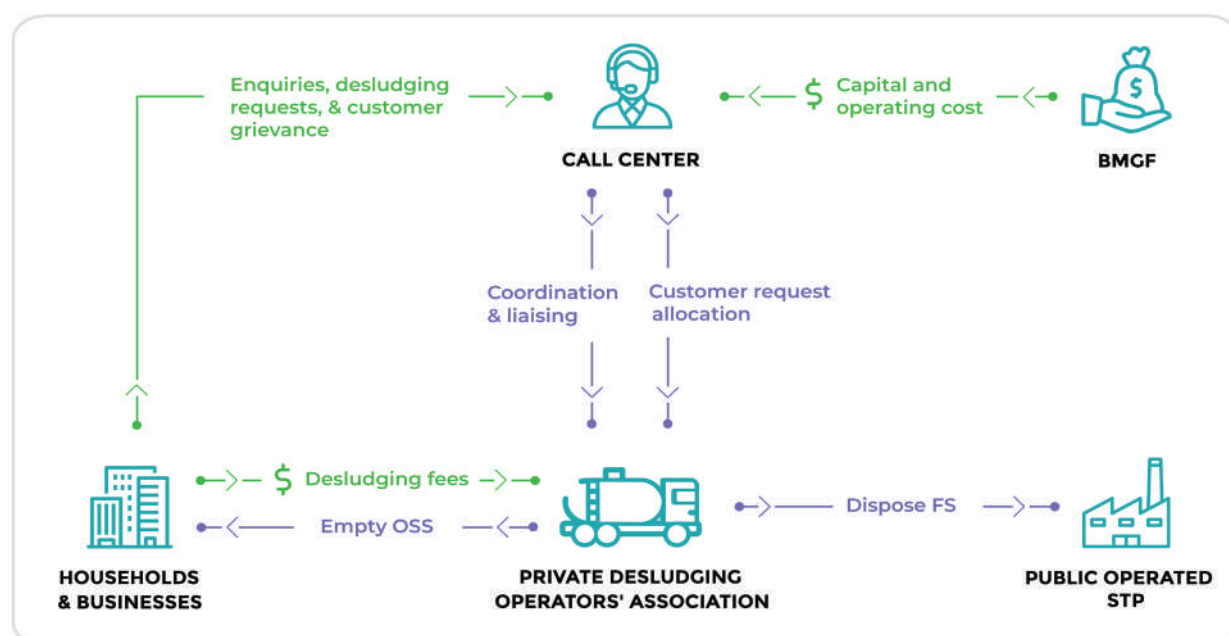 Enquiries, desludging
requests, & customer
grievance
$ Capital and
operating cost
$
CALL CENTER
BMGF
Coordination
& liaising
Customer request
allocation
$ Desludging fees
Empty OSS
Dispose FS
HOUSEHOLDS
& BUSINESSES
PRIVATE DESLUDGING
OPERATORS' ASSOCIATION
PUBLIC OPERATED
STP